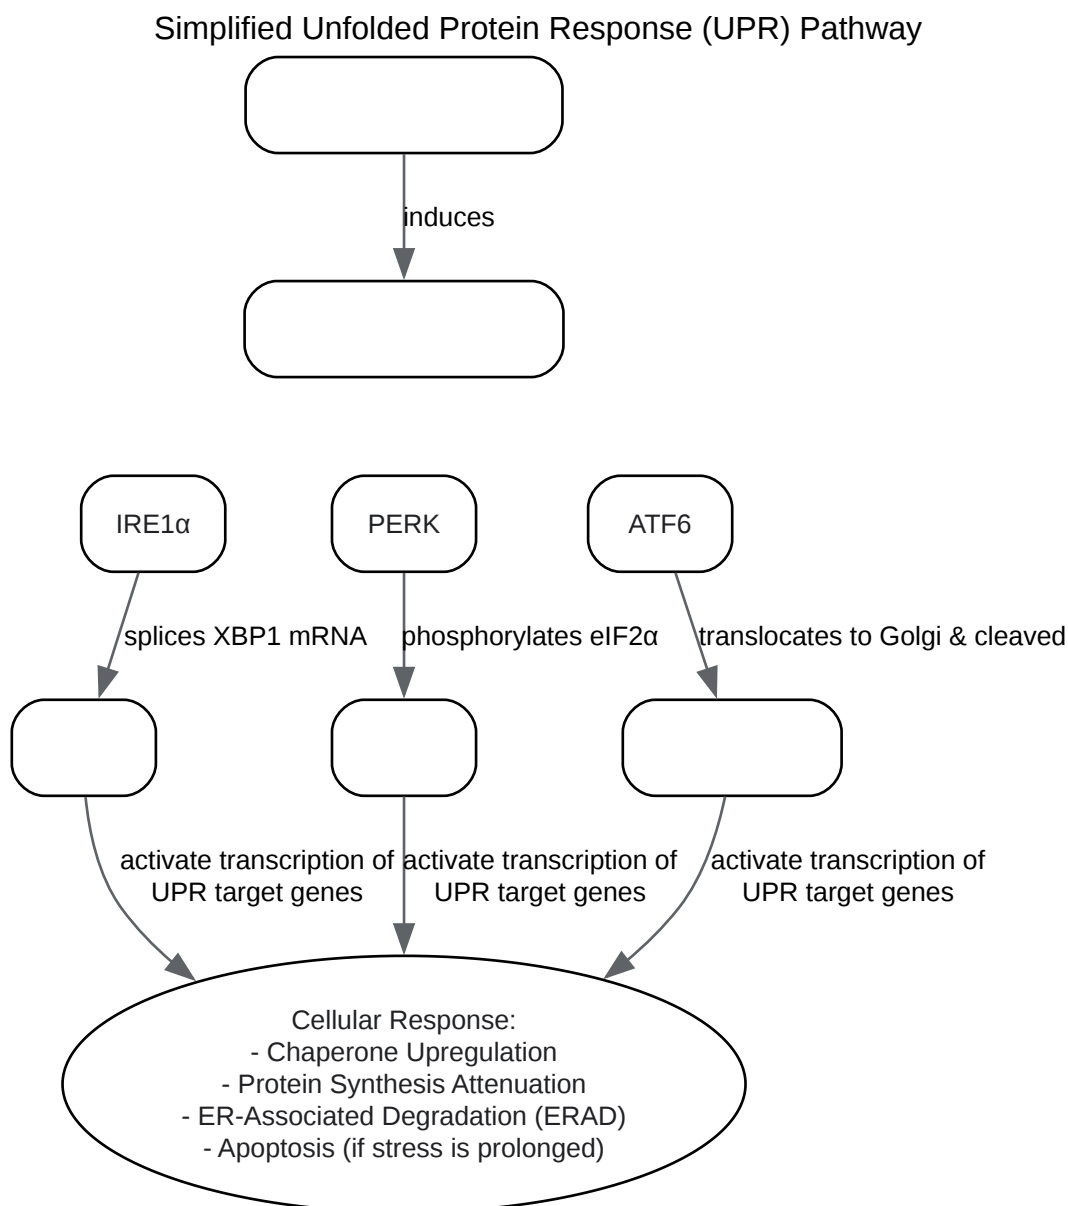 Simplified Unfolded Protein Response (UPR) Pathway
induces
IRE1α
PERK
ATF6
splices XBP1 mRNA
phosphorylates eIF2α
translocates to Golgi & cleaved
activate transcription of
UPR target genes
activate transcription of
UPR target genes
activate transcription of
UPR target genes
Cellular Response:
- Chaperone Upregulation
- Protein Synthesis Attenuation
- ER-Associated Degradation (ERAD)
- Apoptosis (if stress is prolonged)